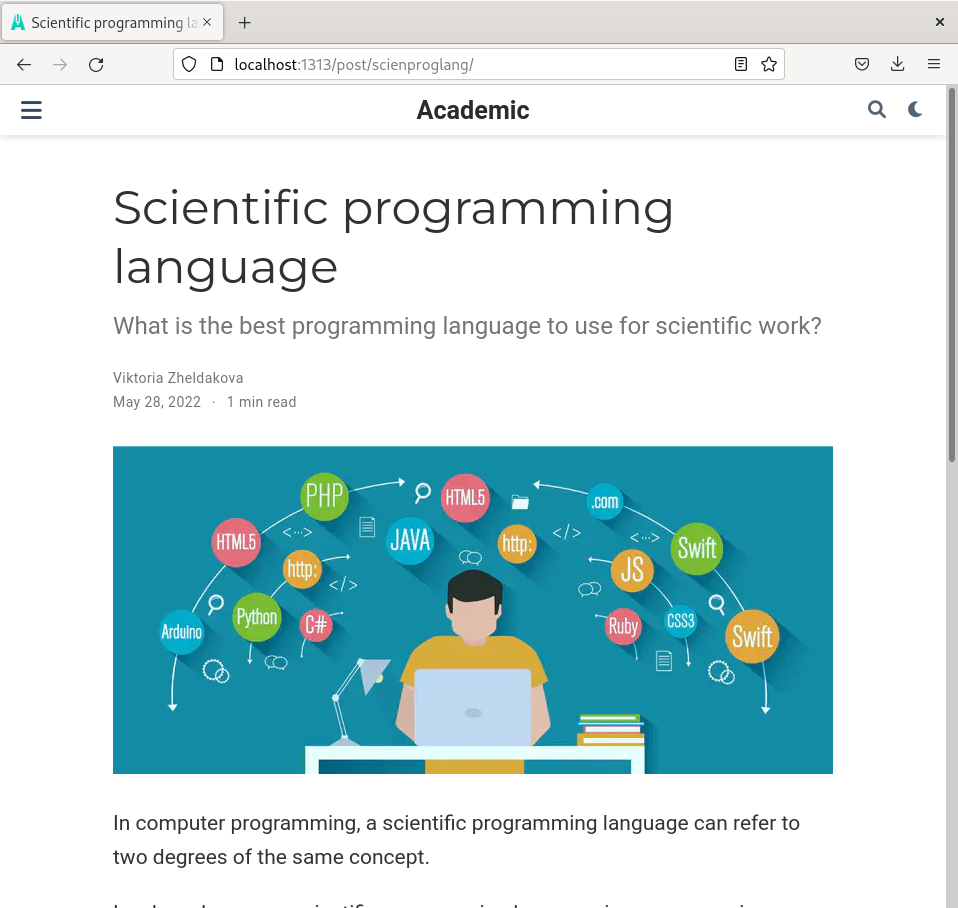 Scientific programming la
localhost:1313/post/scienproglang/
Academic
Scientific programming
language
What is the best programming language to use for scientific work?
Viktoria Zheldakova
May 28, 2022 · 1 min read
PHP
HTML5
.com
HTML5
JAVA
http:
Swift
http:
</>
JS
</>
Python
C#
Ruby
CSS3
Arduino
Swift
In computer programming, a scientific programming language can refer to
two degrees of the same concept.